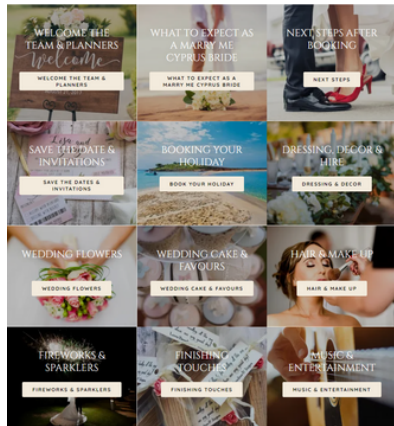 WELCOME THE
TEAM & PLANNERS
Welcome
WELCOME THE TEAM &
PLANNERS
WHAT TO EXPECT AS
A MARRY ME
CYPRUS BRIDE
WHAT TO EXPECT AS A
MARRY ME CYPRUS BRIDE
NEXT STEPS AFTER
BOOKING
NEXT STEPS
SAVE THE DATE &
INVITATIONS
SAVE THE DATES &
INVITATIONS
BOOKING YOUR
HOLIDAY
BOOK YOUR HOLIDAY
DRESSING, DECOR &
HIRE
DRESSING & DECOR
WEDDING FLOWERS
WEDDING FLOWERS
WEDDING CAKE &
FAVOURS
WEDDING CAKE & FAVOURS
HAIR & MAKE UP
HAIR & MAKE UP
FIREWORKS &
SPARKLERS
FIREWORKS & SPARKLERS
FINISHING
TOUCHES
FINISHING TOUCHES
MUSIC &
ENTERTAINMENT
MUSIC & ENTERTAINMENT